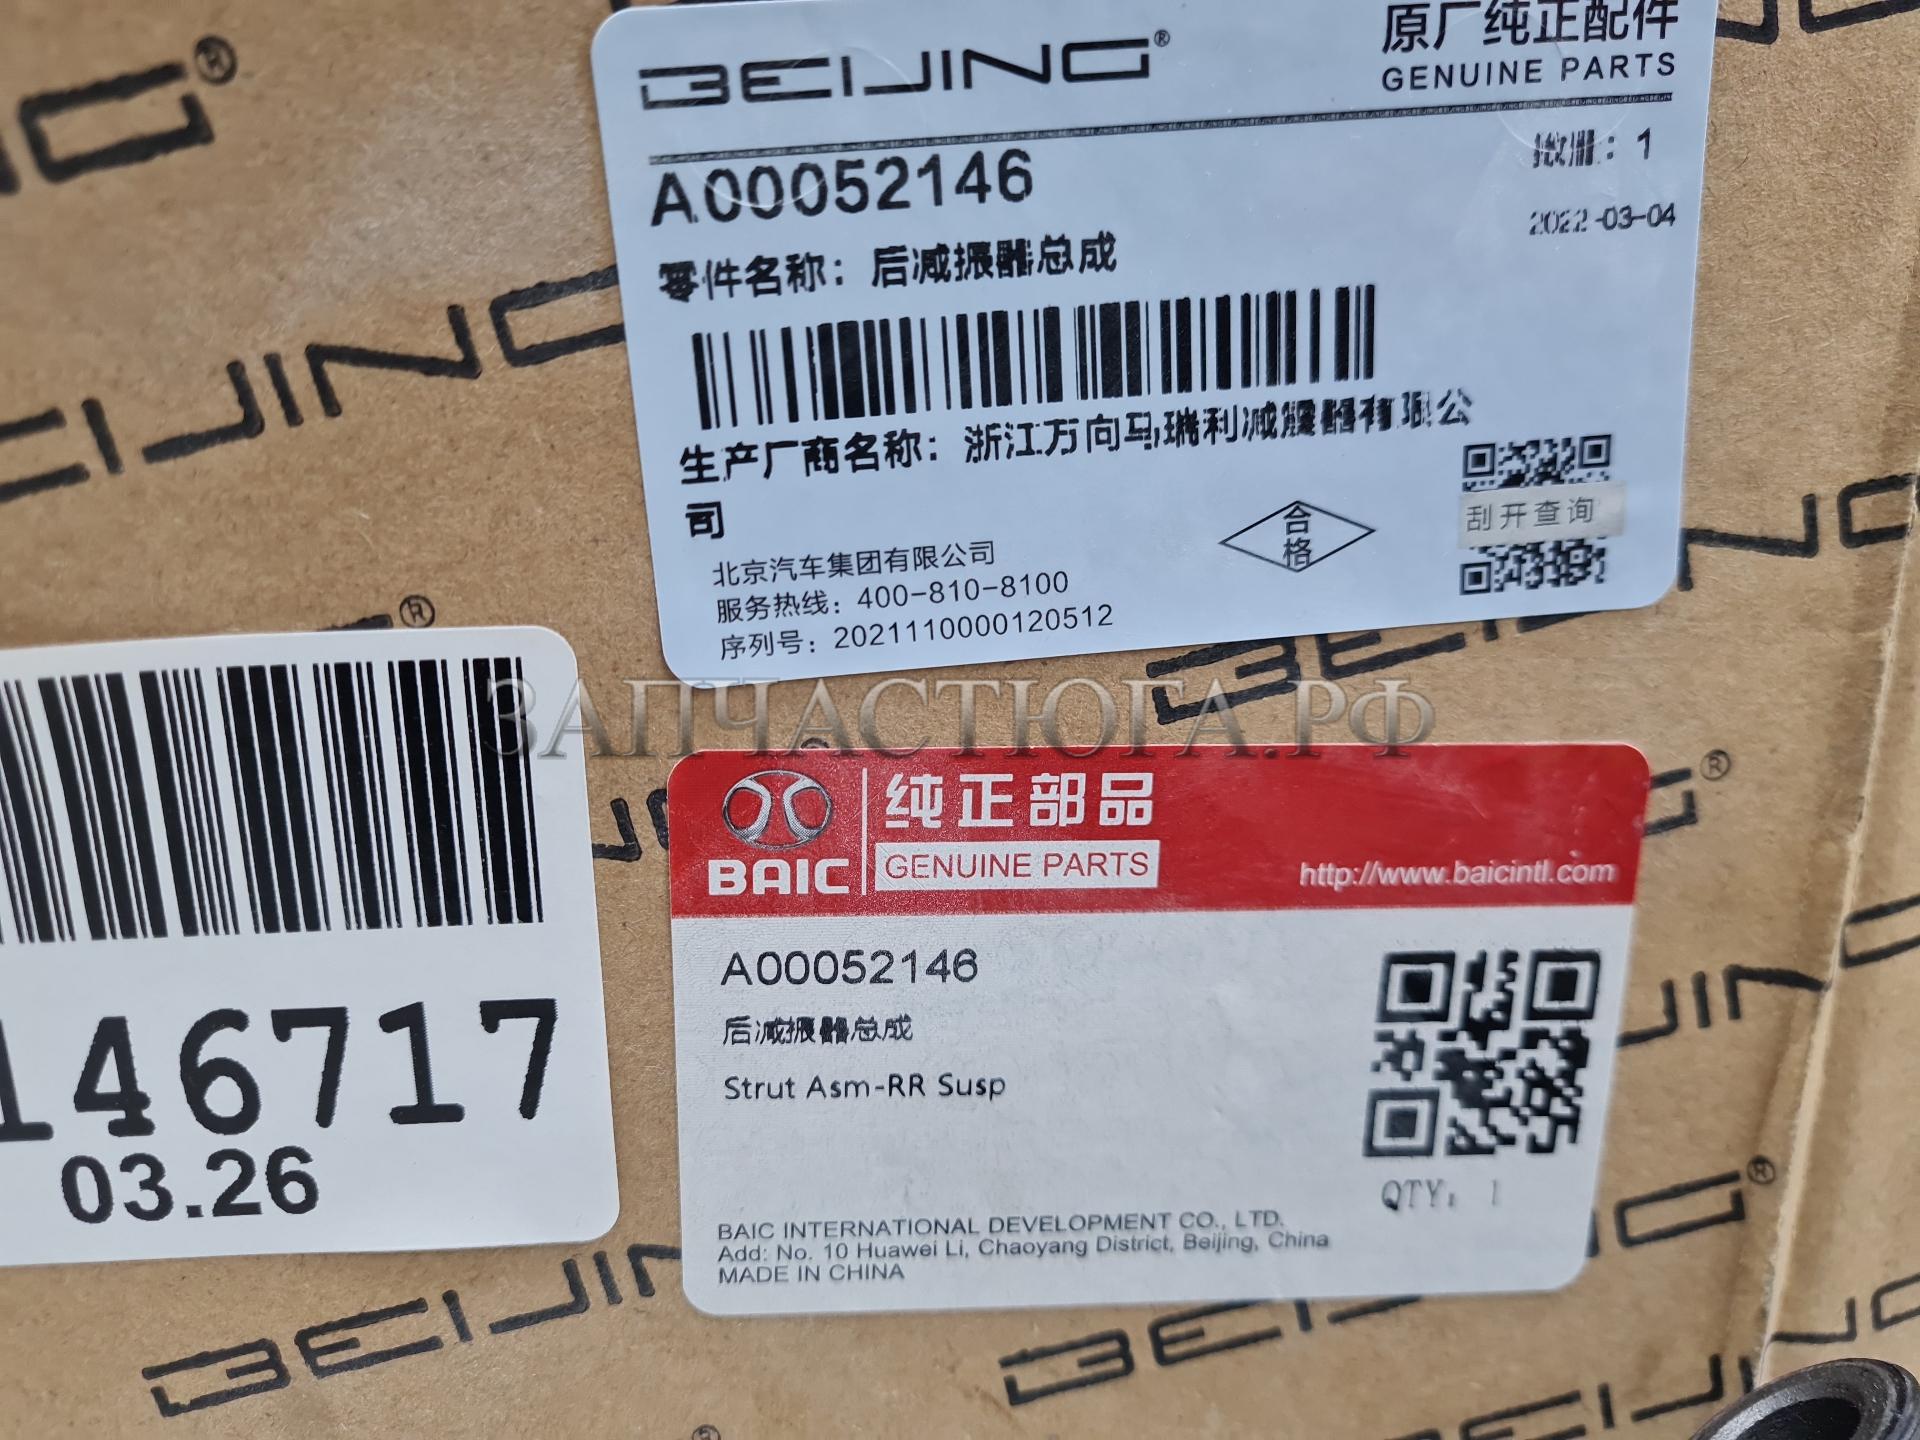 BEIJING®
原厂纯正配件
GENUINE PARTS
A00052146
数量：1
2022-03-04
零件名称：后减振器总成
生产厂商名称：浙江万向马瑞利减震器有限公
司
合格
刮开查询
北京汽车集团有限公司
服务热线：400-810-8100
序列号：2021110000120512
ЗАПЧАСТЮГА.РФ
146717
03.26
BAIC
纯正部品
GENUINE PARTS
http://www.baicintl.com
A00052146
后减振器总成
Strut Asm-RR Susp
QTY: 1
BAIC INTERNATIONAL DEVELOPMENT CO., LTD.
Add: No. 10 Huawei Li, Chaoyang District, Beijing, China
MADE IN CHINA
BEIJING®
BEIJING